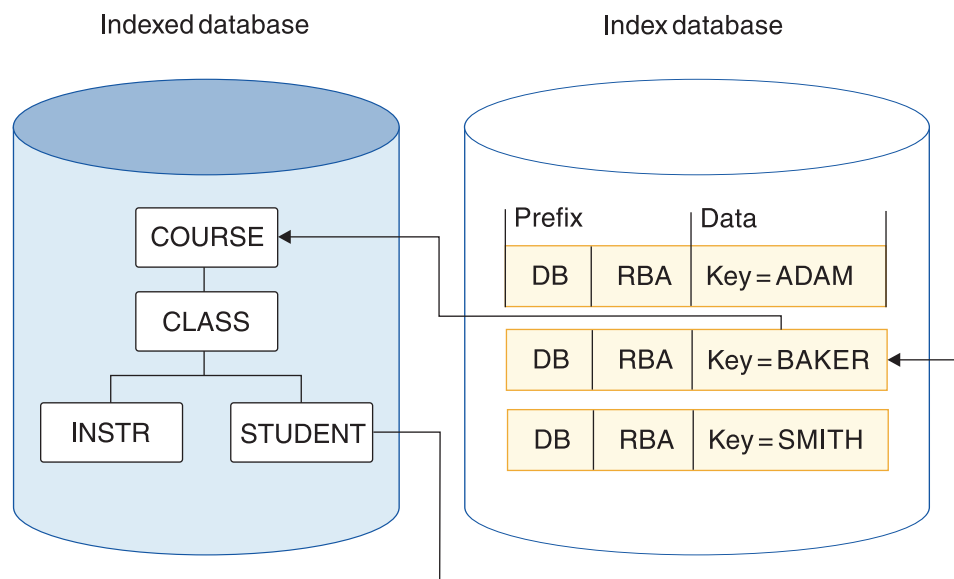 Indexed database
Index database
COURSE
CLASS
INSTR
STUDENT
Prefix
Data
DB
RBA
Key=ADAM
DB
RBA
Key=BAKER
DB
RBA
Key=SMITH